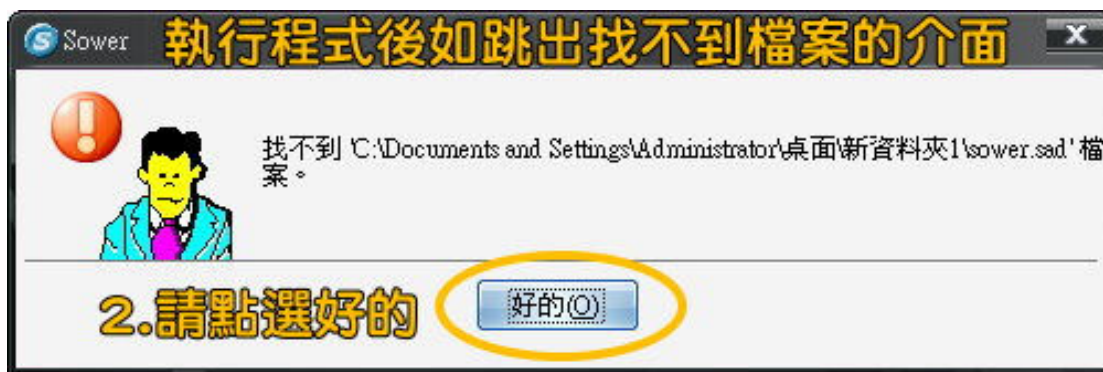 Sower
執行程式後如跳出找不到檔案的介面
找不到 'C:\Documents and Settings\Administrator\桌面\新資料夾1\sower.sad' 檔
案。
2.請點選好的
好的(O)